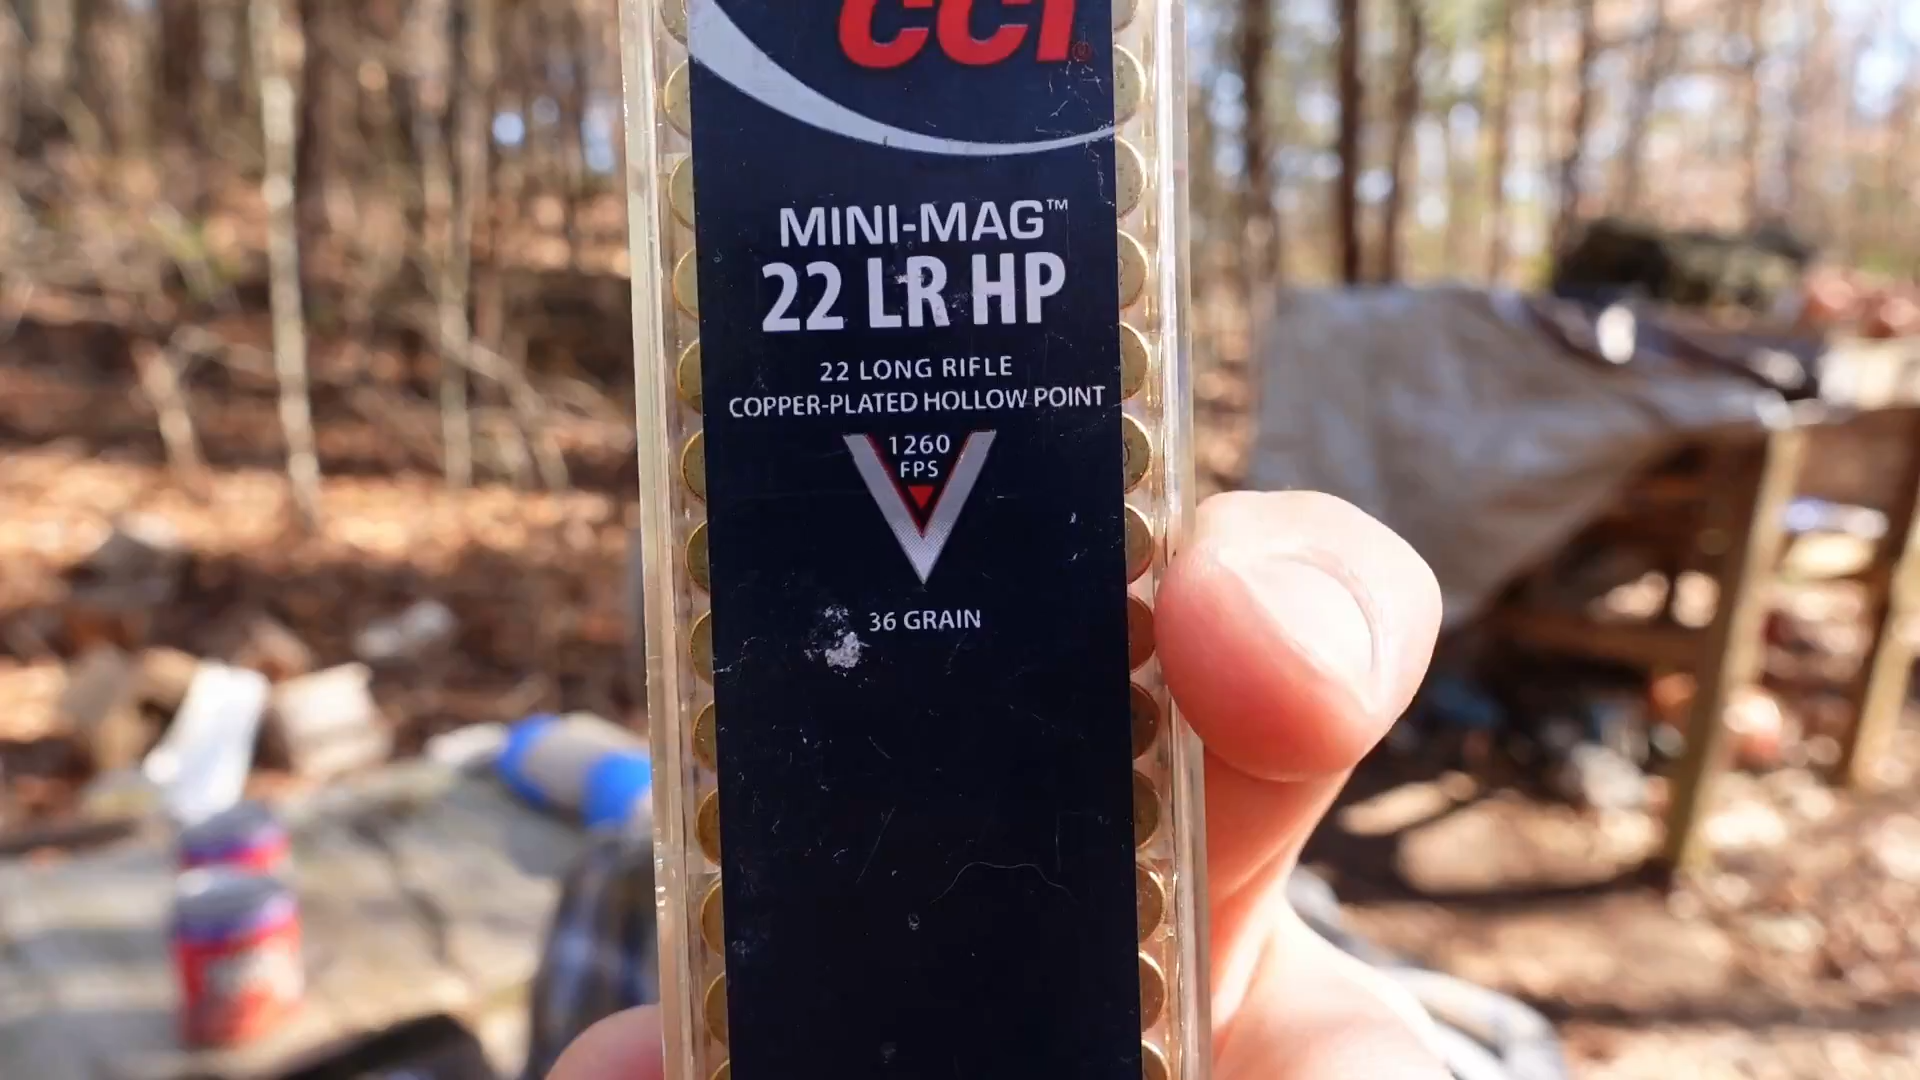 CCI®
MINI-MAG™
22 LR HP
22 LONG RIFLE
COPPER-PLATED HOLLOW POINT
1260
FPS
36 GRAIN